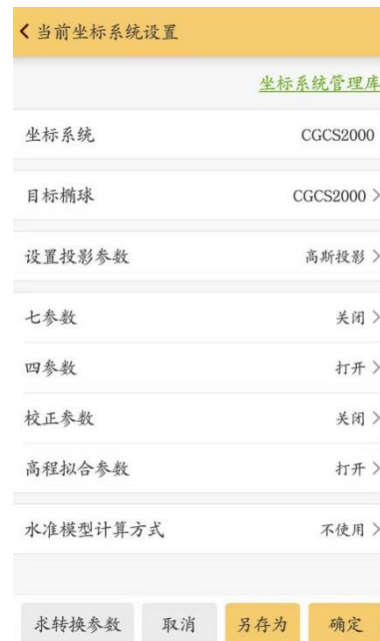 当前坐标系统设置
坐标系统管理库
坐标系统 CGCS2000
目标椭球 CGCS2000
设置投影参数 高斯投影
七参数 关闭
四参数 打开
校正参数 关闭
高程拟合参数 打开
水准模型计算方式 不使用
求转换参数 取消 另存为 确定